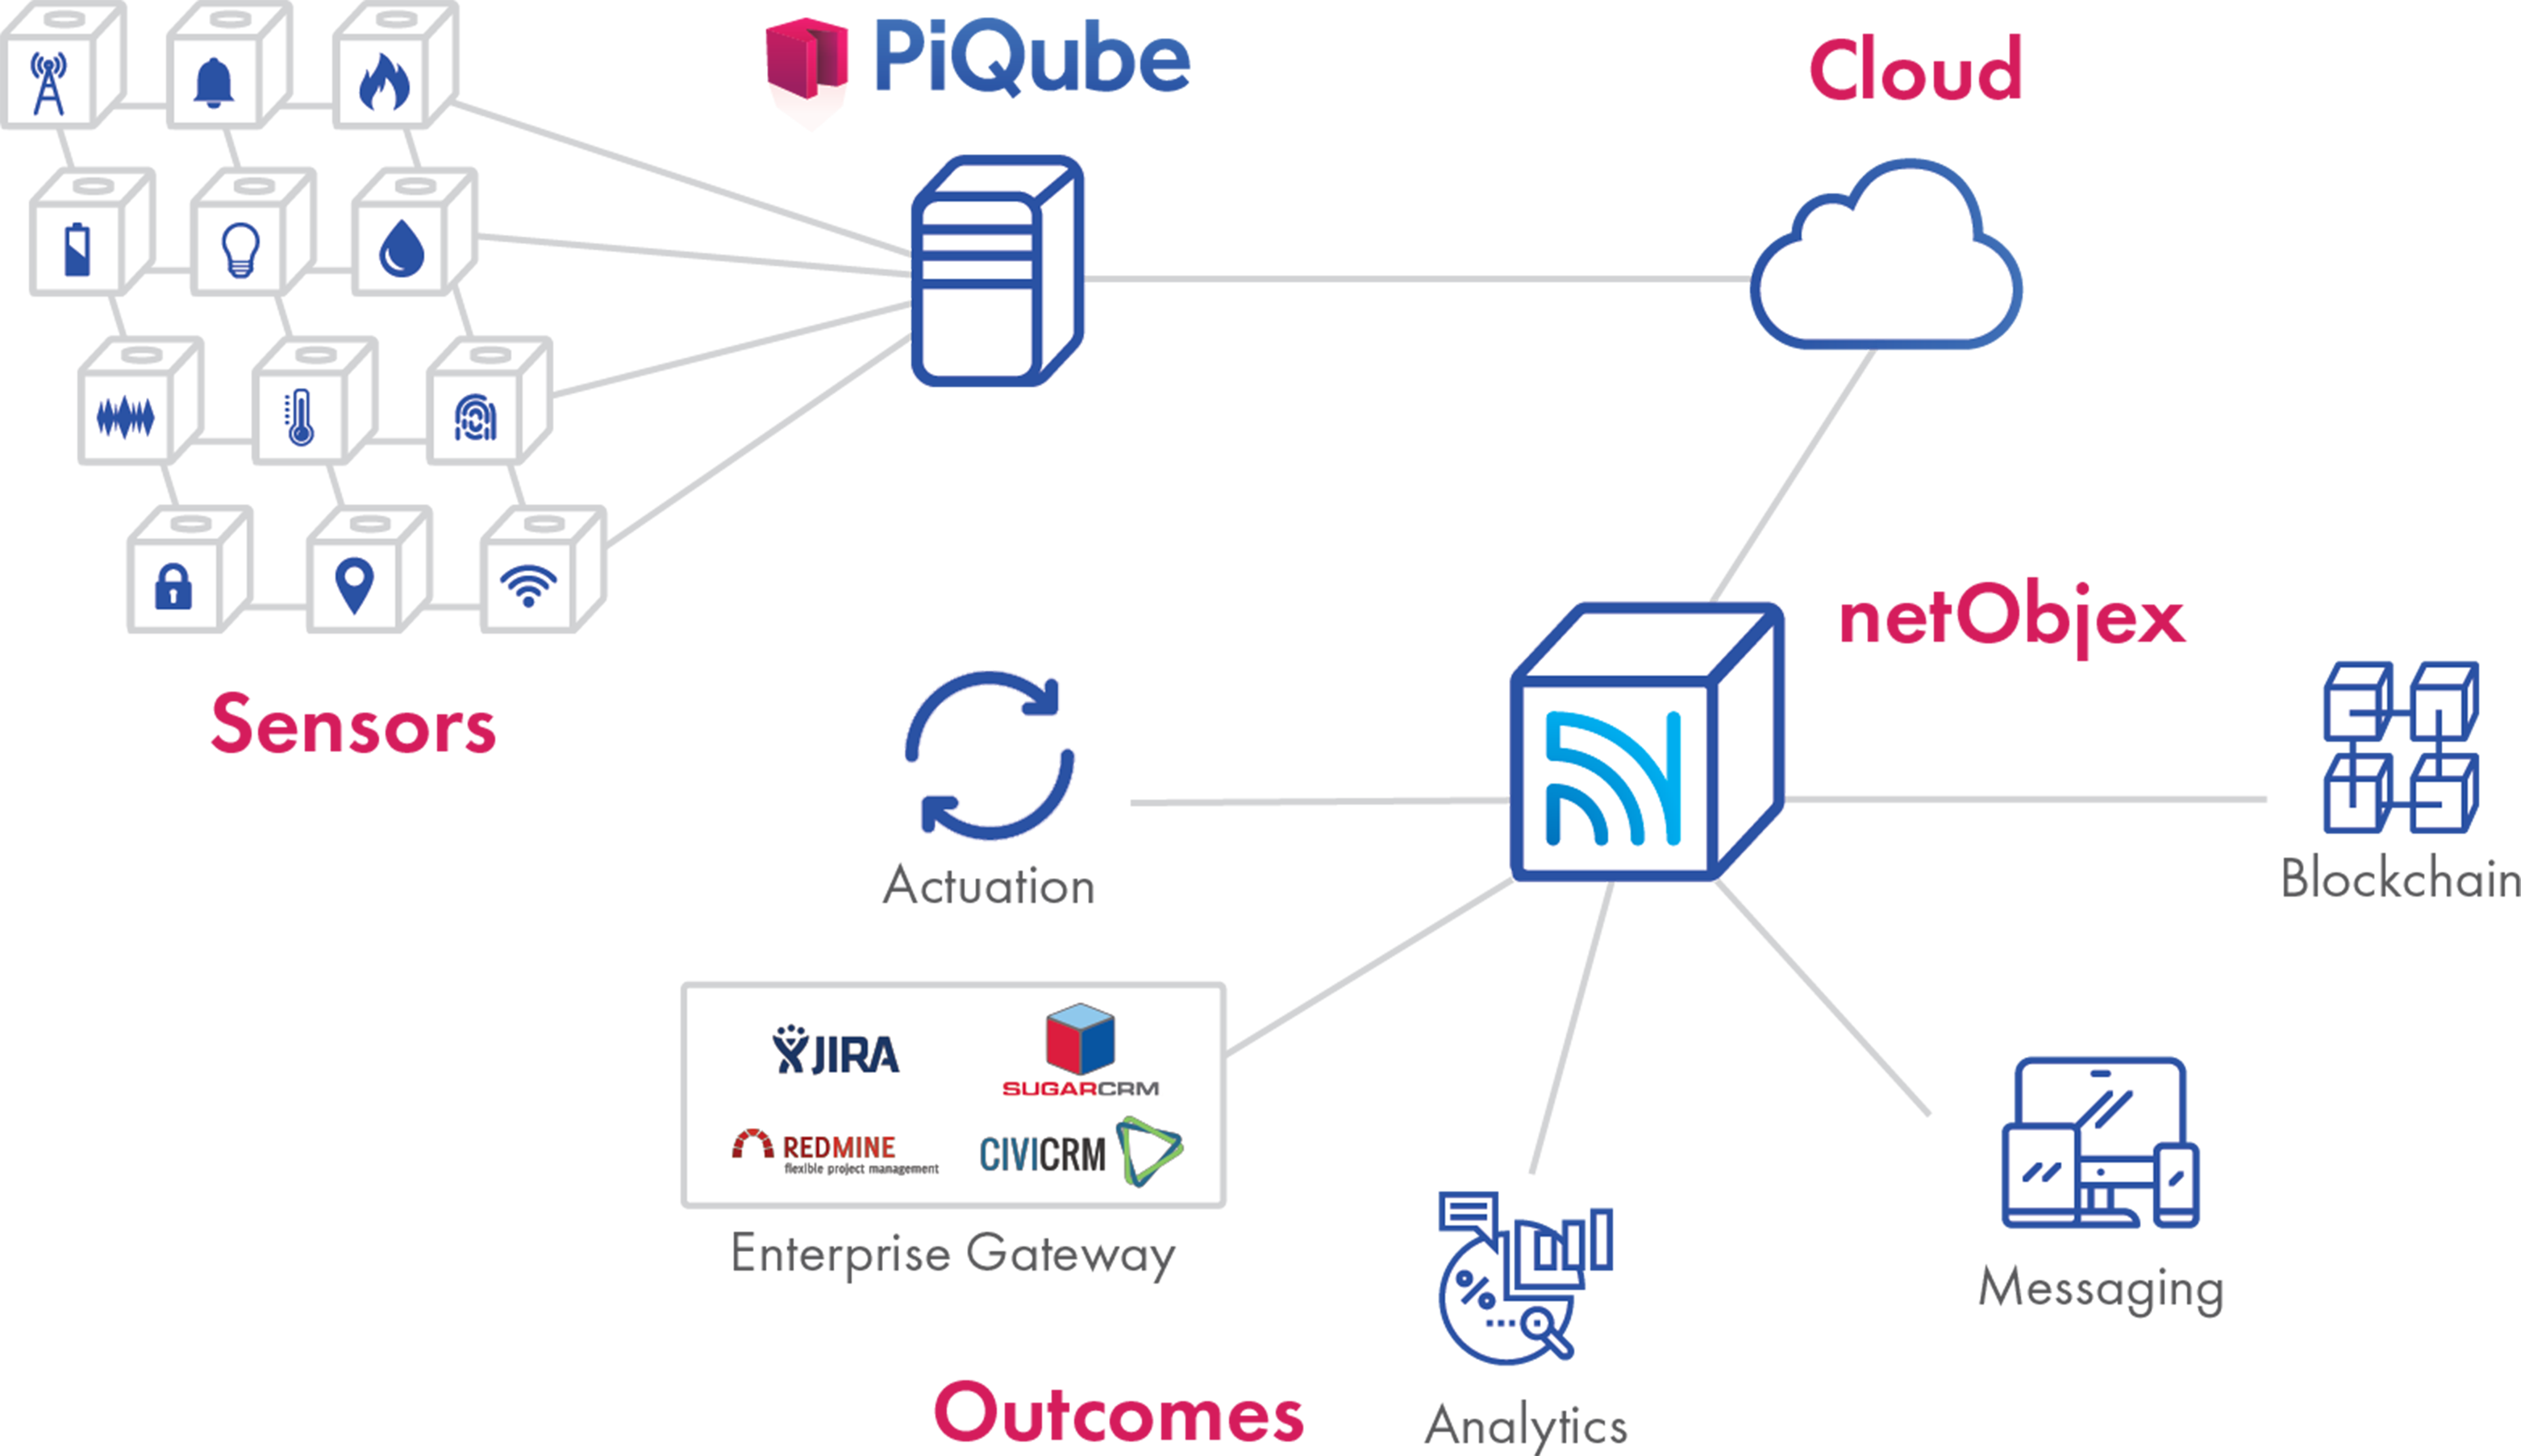 PiQube
Cloud
Sensors
netObjex
Actuation
Blockchain
JIRA
SUGARCRM
REDMINE
flexible project management
CIVICRM
Enterprise Gateway
Messaging
Outcomes
Analytics